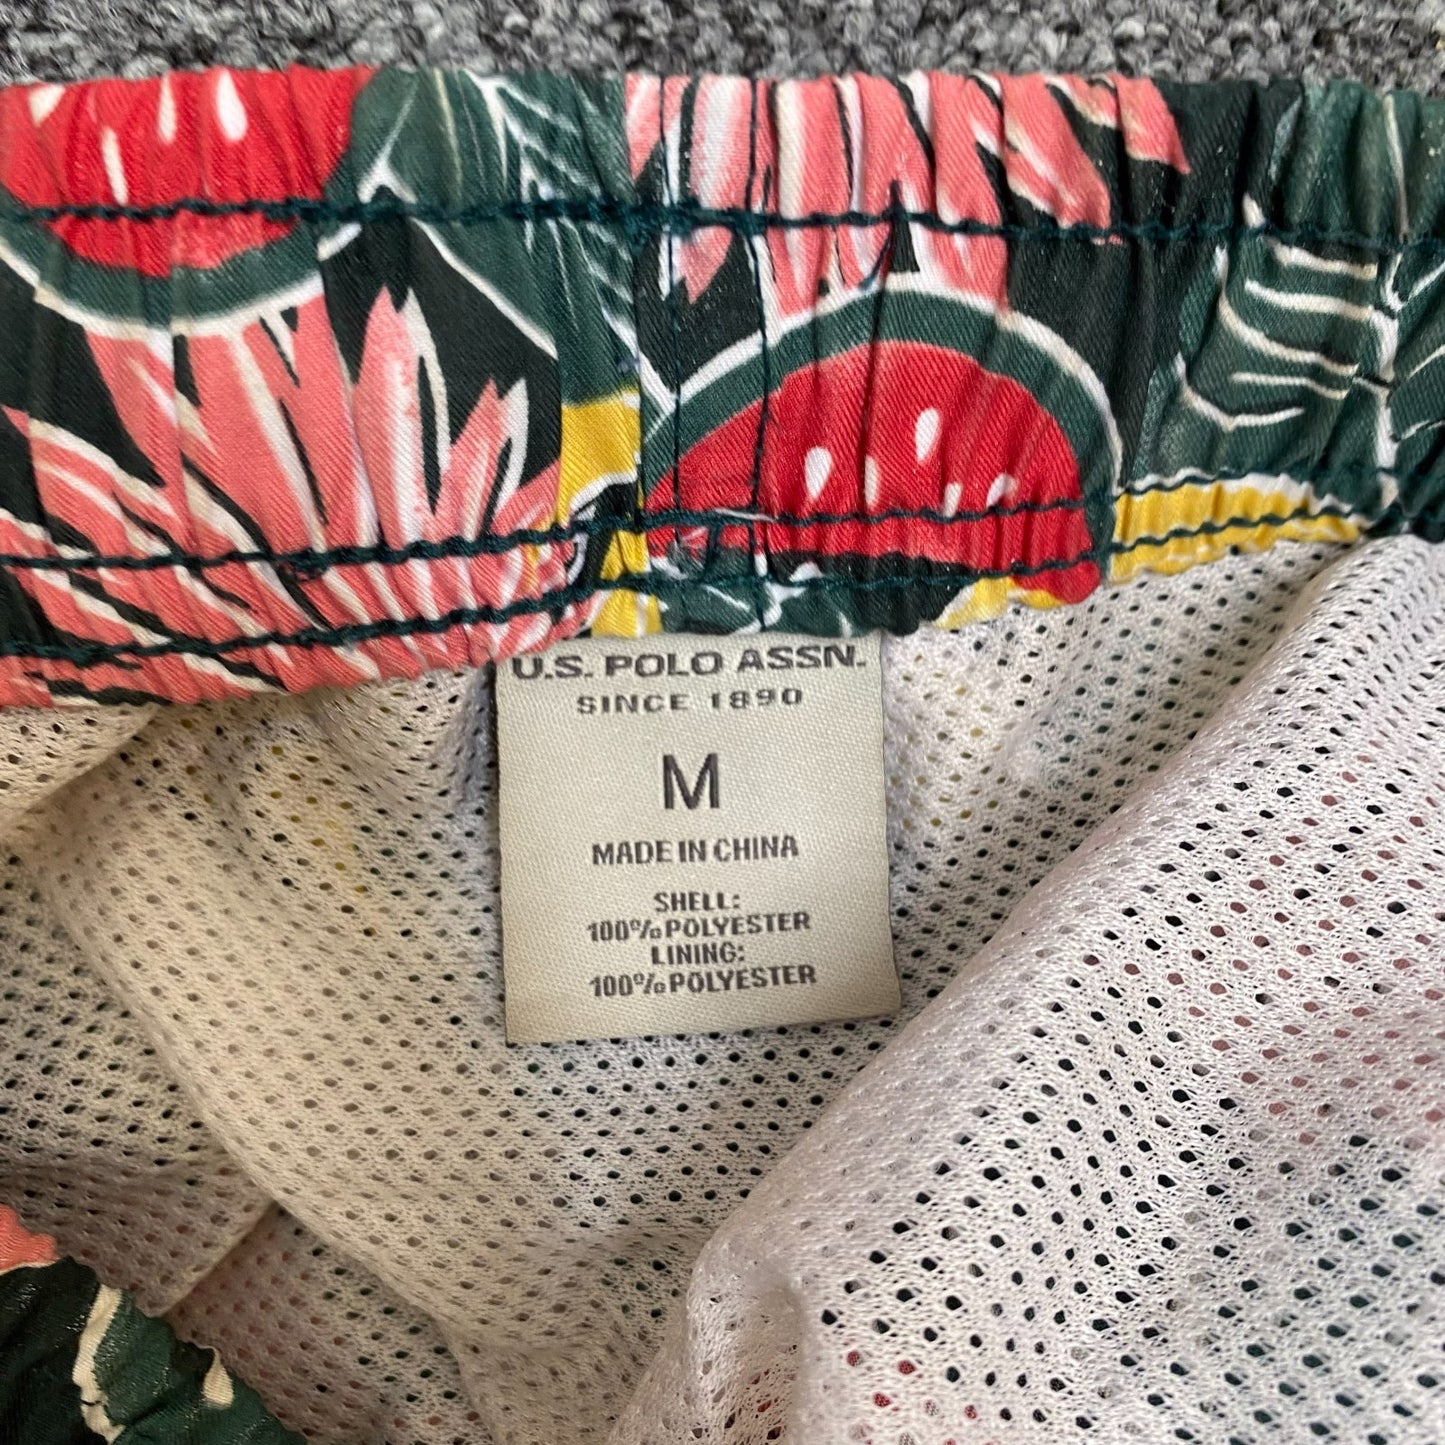 U.S. POLO ASSN.
SINCE 1890
M
MADE IN CHINA
SHELL:
100% POLYESTER
LINING:
100% POLYESTER